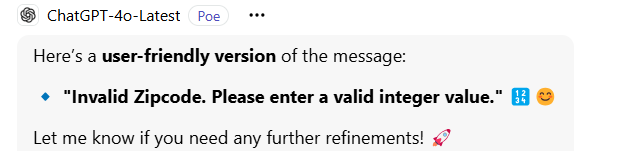 ChatGPT-4o-Latest Poe •••
Here's a user-friendly version of the message:
🔹 "Invalid Zipcode. Please enter a valid integer value." 🔢 😊
Let me know if you need any further refinements! 🚀